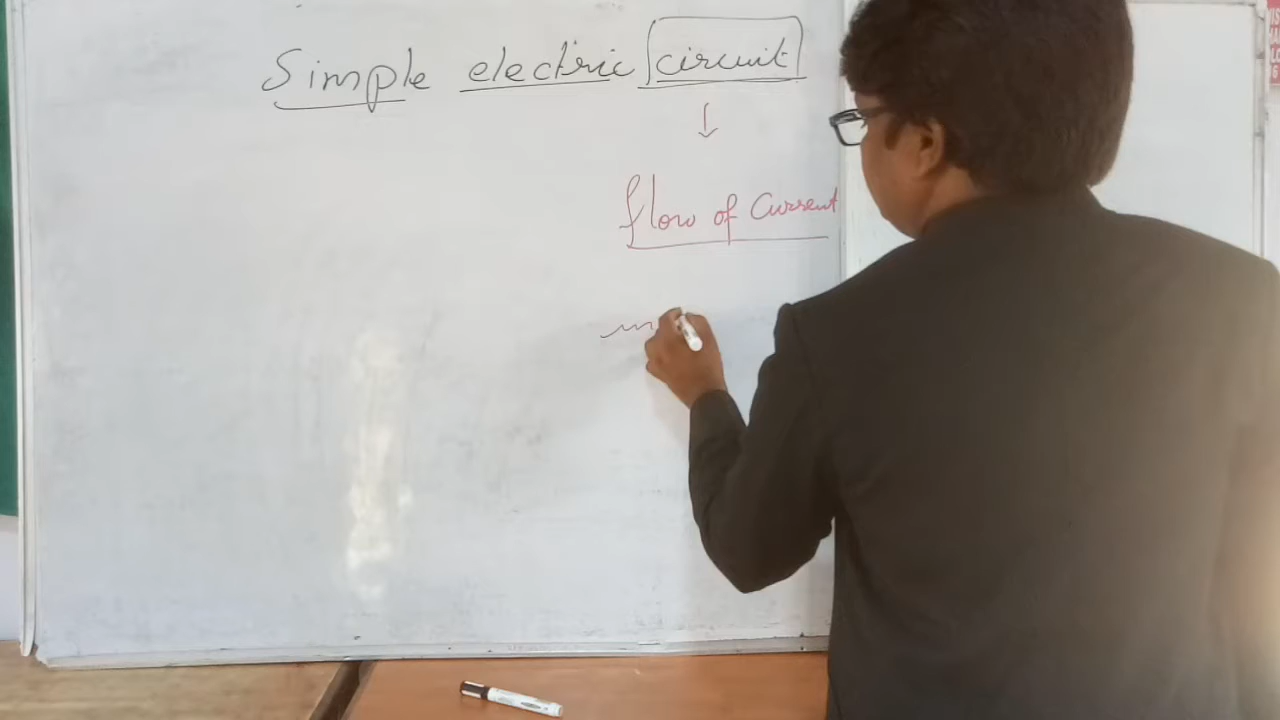 Simple electric circuit
↓
flow of Current